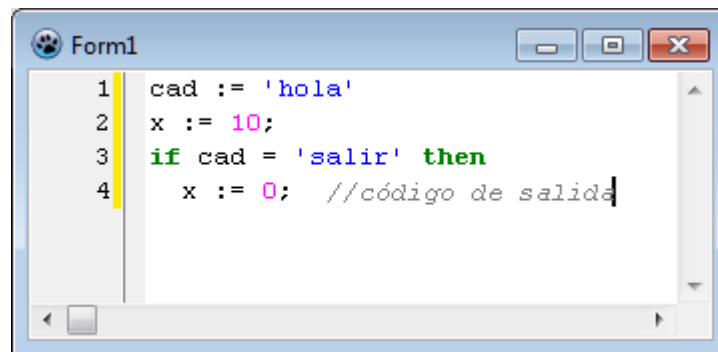 Form1
1 cad := 'hola'
2 x := 10;
3 if cad = 'salir' then
4 x := 0; //código de salida